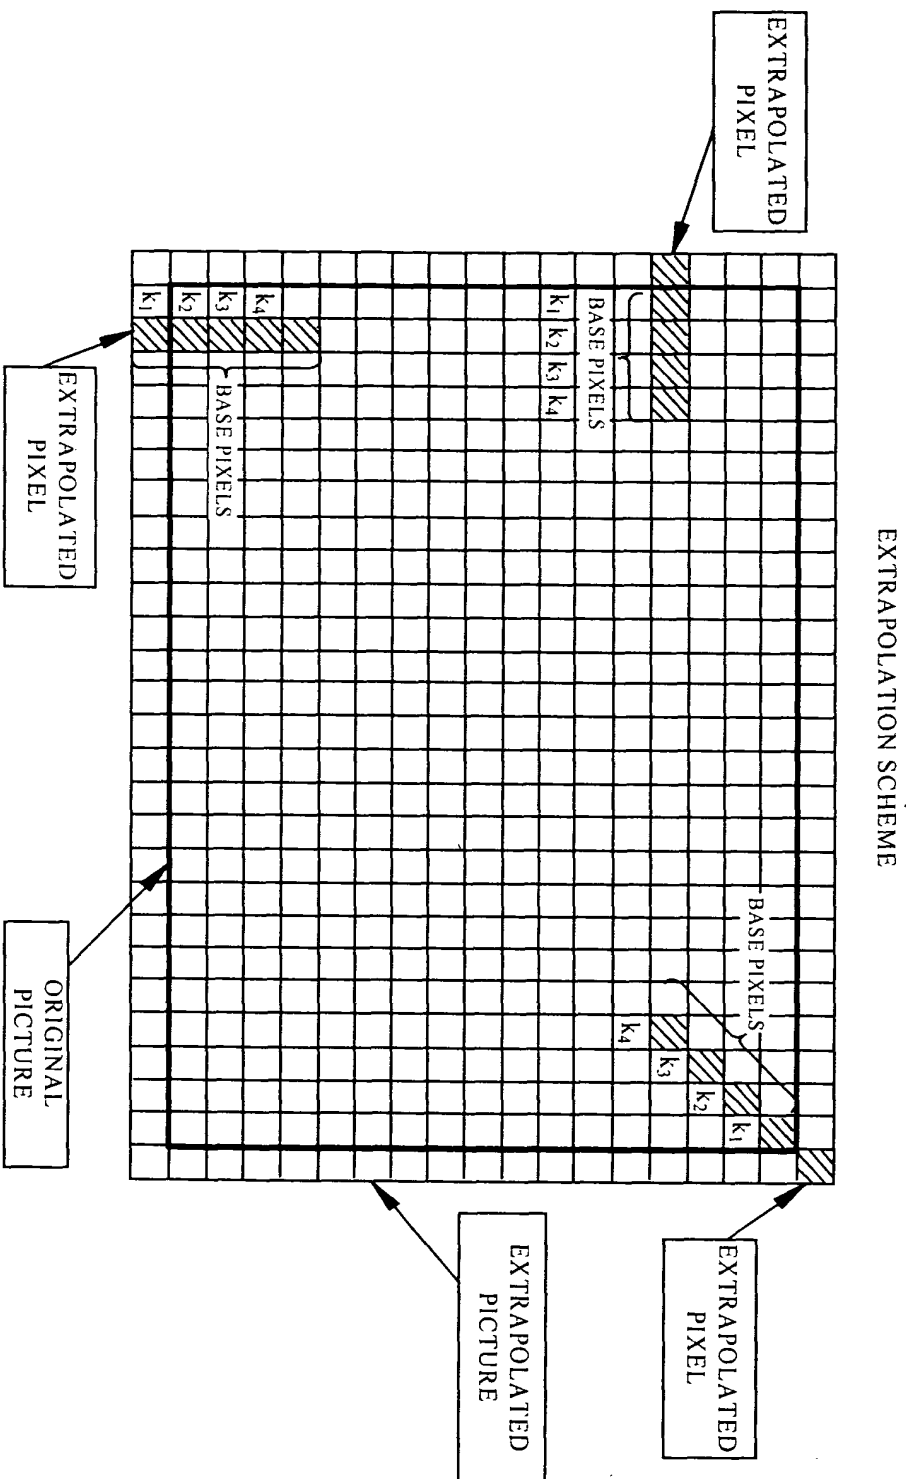 EXTRAPOLATION SCHEME
EXTRAPOLATED
PIXEL
EXTRAPOLATED
PIXEL
BASE PIXELS
k₁ k₂ k₃ k₄
BASE PIXELS
k₁
k₂
k₃
k₄
EXTRAPOLATED
PICTURE
k₄
k₃
k₂
k₁
BASE PIXELS
EXTRAPOLATED
PIXEL
ORIGINAL
PICTURE